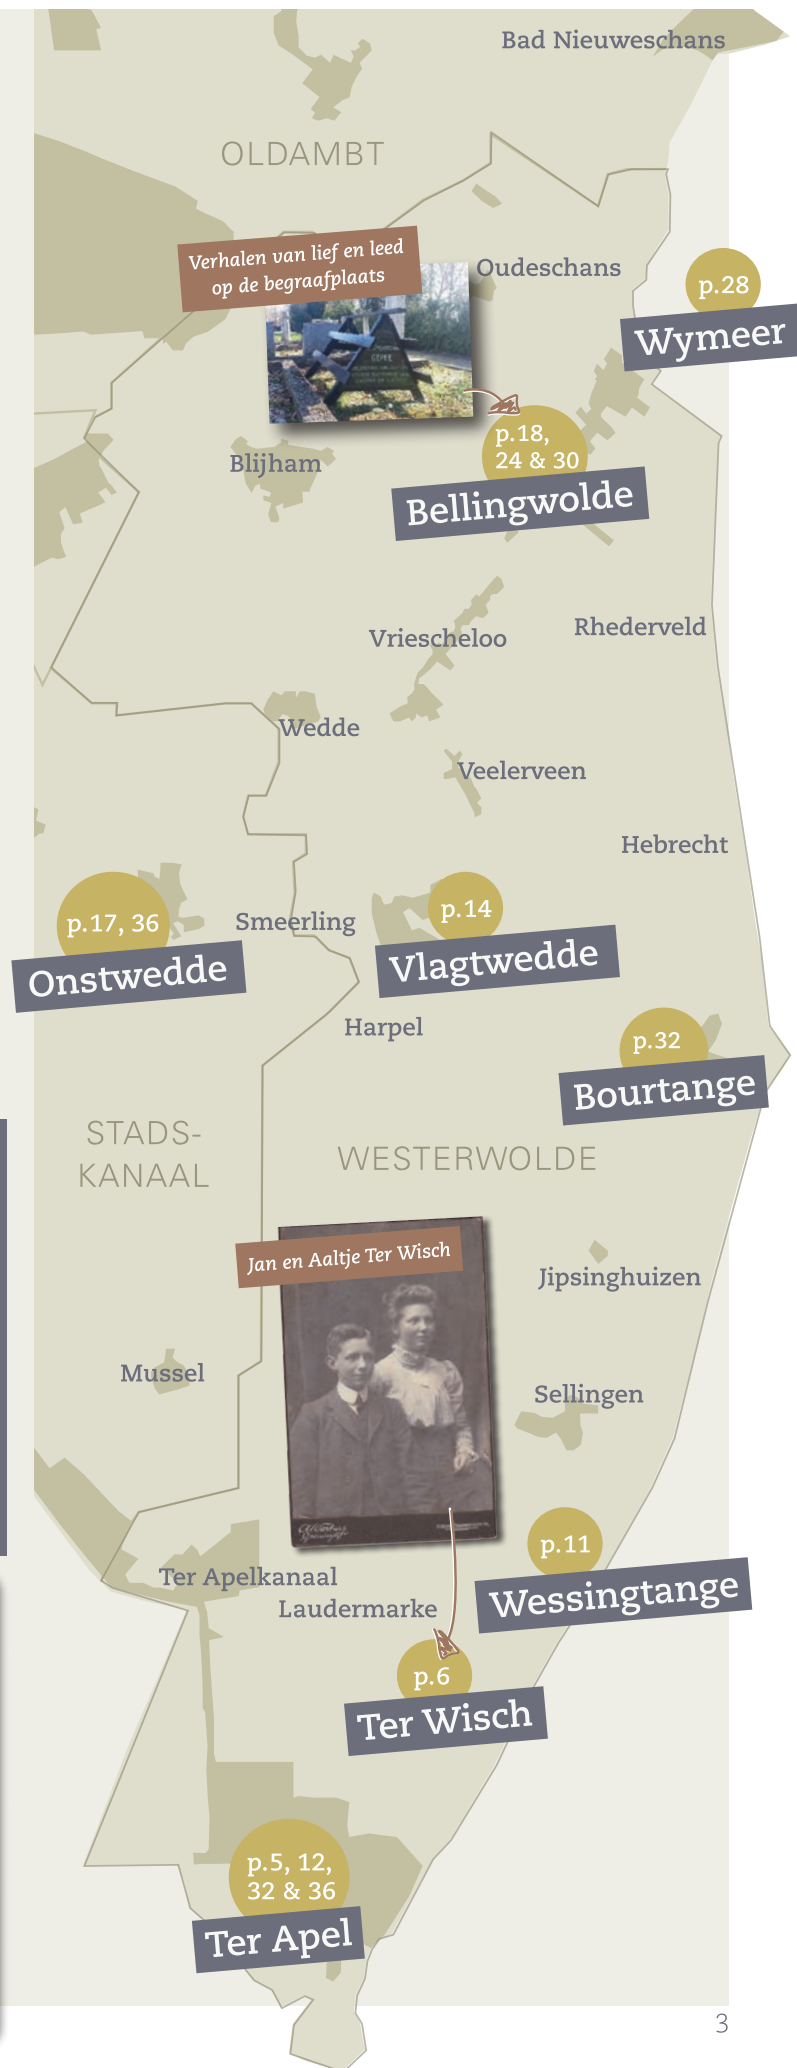 Bad Nieuweschans
OLDAMBT
Verhalen van lief en leed
op de begraafplaats
Oudeschans
p.28
Wymeer
p.18,
24 & 30
Bellingwolde
Blijham
Vriescheloo
Rhederveld
Wedde
Veelerveen
Hebrecht
p.17, 36
Onstwedde
Smeerling
p.14
Vlagtwedde
Harpel
p.32
Bourtange
STADS-
KANAAL
WESTERWOLDE
Jan en Aaltje Ter Wisch
Jipsinghuizen
Mussel
Sellingen
p.11
Wessingtange
Ter Apelkanaal
Laudermarke
p.6
Ter Wisch
p.5, 12,
32 & 36
Ter Apel
3